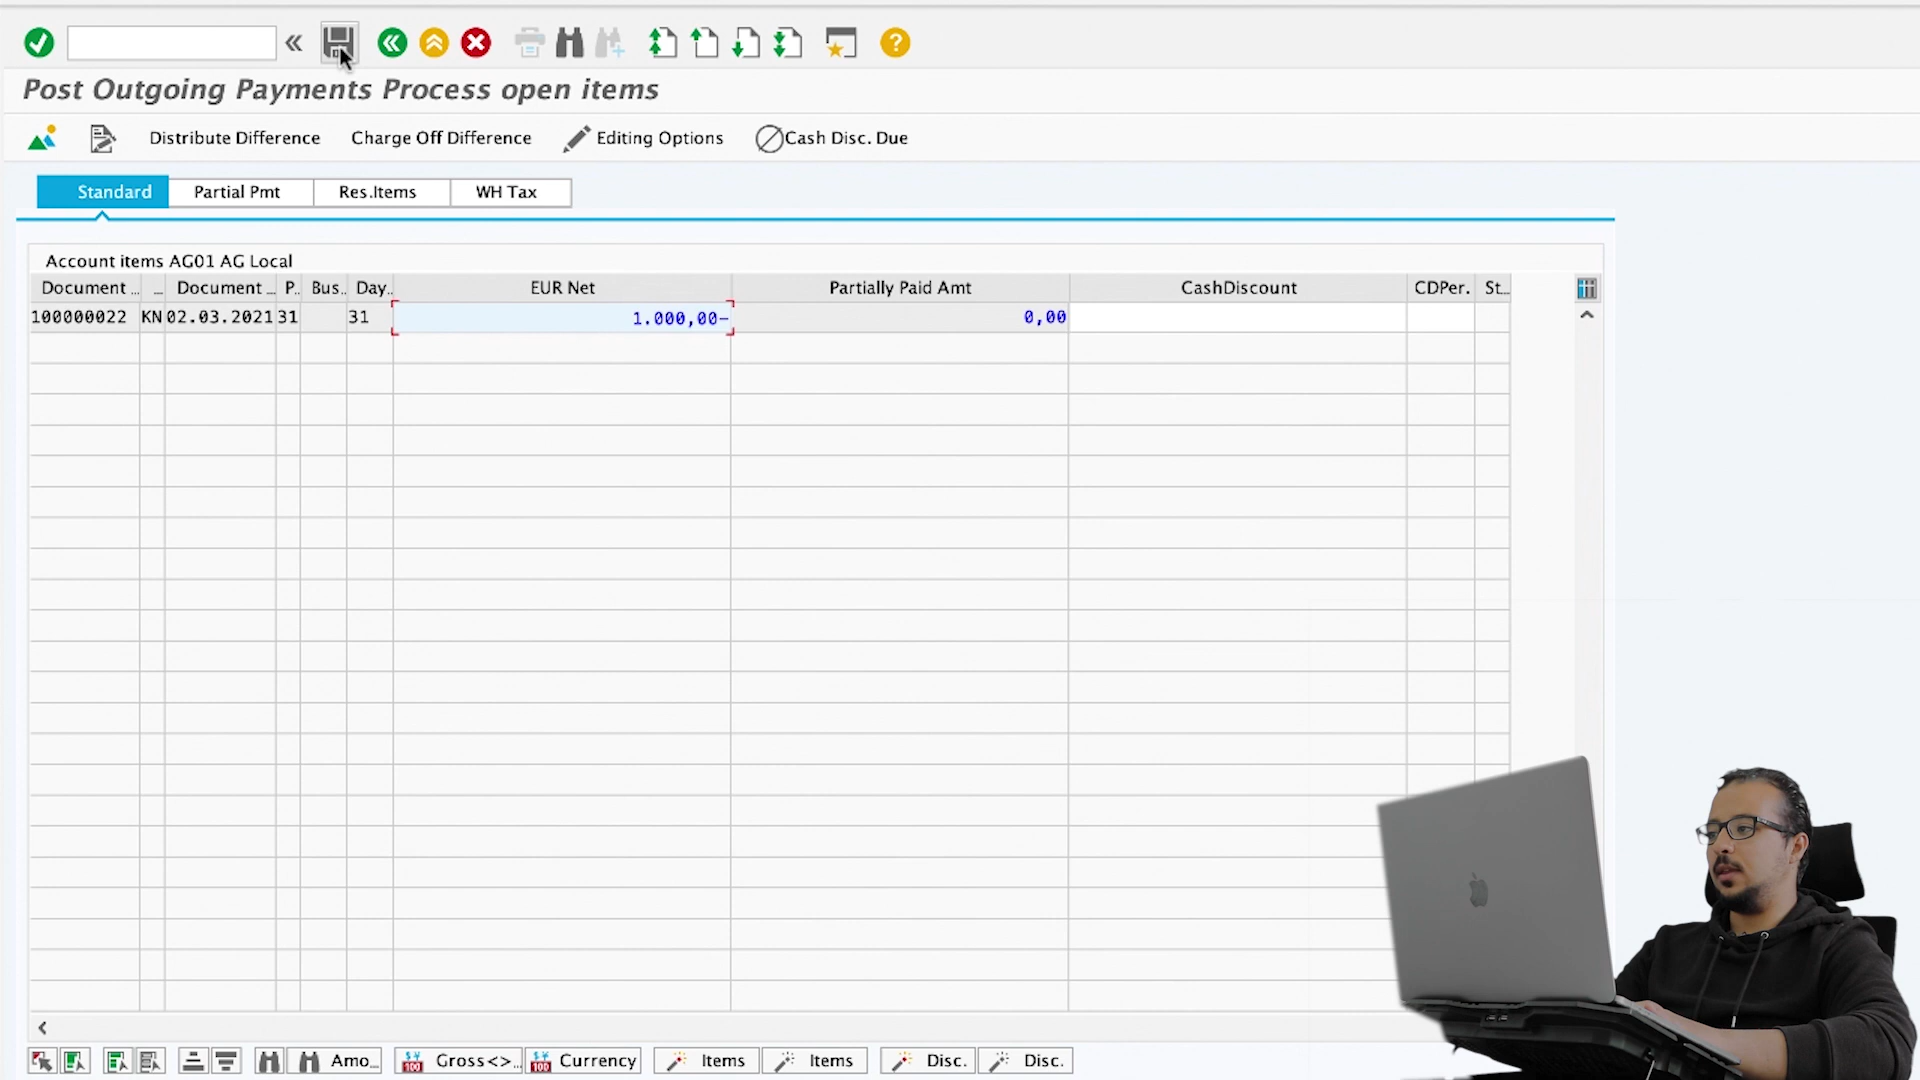 Post Outgoing Payments Process open items
Distribute Difference Charge Off Difference Editing Options Cash Disc. Due
Standard Partial Pmt Res.Items WH Tax
Account items AG01 AG Local
Document .. _ Document _ P.. Bus.. Day.. EUR Net Partially Paid Amt CashDiscount CDPer. St..
100000022 KN 02.03.2021 31 31 1.000,00- 0,00
Amo.. Gross<>.. Currency Items Items Disc. Disc.